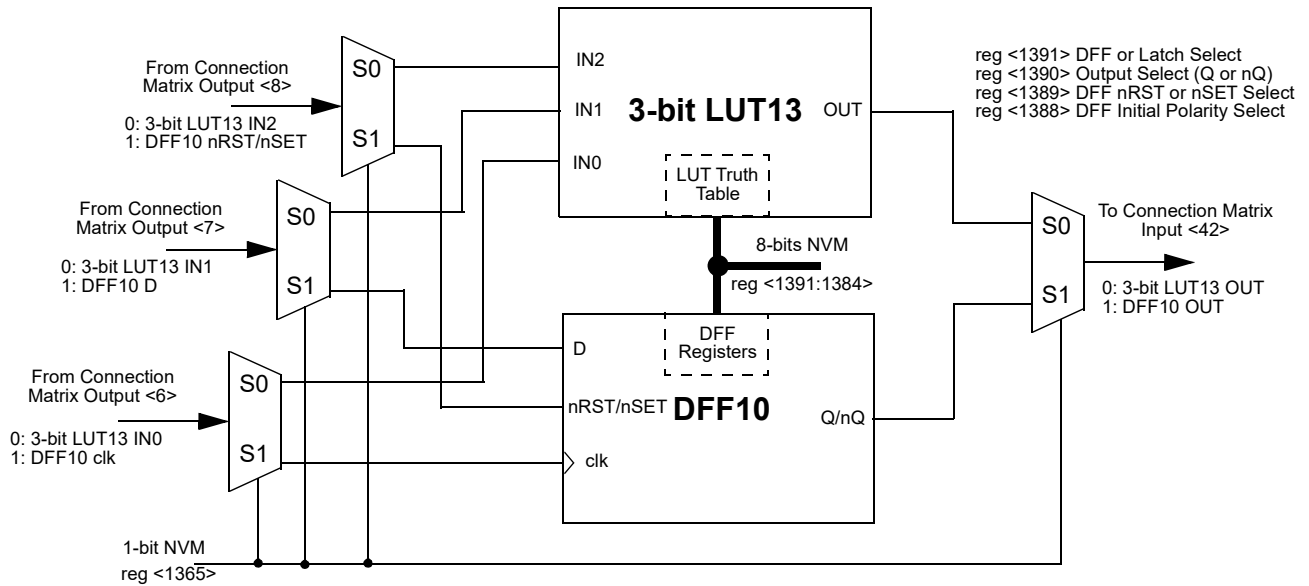 From Connection
Matrix Output <8>
0: 3-bit LUT13 IN2
1: DFF10 nRST/nSET
S0
S1
From Connection
Matrix Output <7>
0: 3-bit LUT13 IN1
1: DFF10 D
S0
S1
From Connection
Matrix Output <6>
0: 3-bit LUT13 IN0
1: DFF10 clk
S0
S1
1-bit NVM
reg <1365>
IN2
IN1
IN0
3-bit LUT13
OUT
LUT Truth
Table
8-bits NVM
reg <1391:1384>
DFF
Registers
D
nRST/nSET
DFF10
clk
Q/nQ
reg <1391> DFF or Latch Select
reg <1390> Output Select (Q or nQ)
reg <1389> DFF nRST or nSET Select
reg <1388> DFF Initial Polarity Select
S0
S1
To Connection Matrix
Input <42>
0: 3-bit LUT13 OUT
1: DFF10 OUT